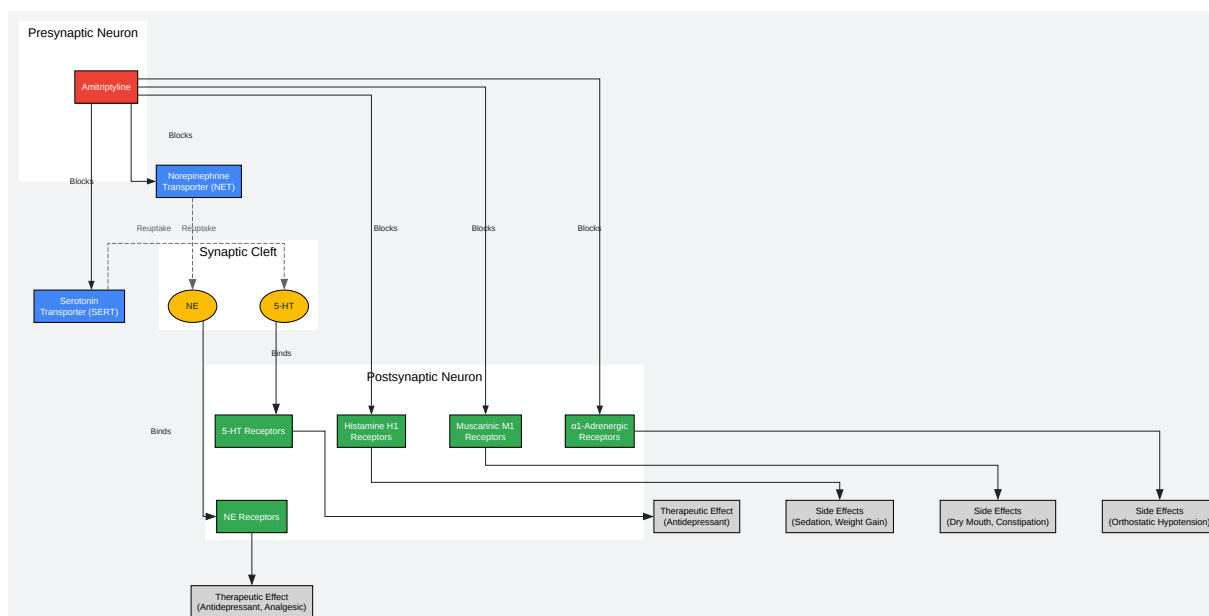 Presynaptic Neuron
Amitriptyline
Blocks
Norepinephrine
Transporter (NET)
Blocks
Reuptake
Reuptake
Blocks
Blocks
Blocks
Synaptic Cleft
Serotonin
Transporter (SERT)
NE
5-HT
Binds
Postsynaptic Neuron
Binds
5-HT Receptors
Histamine H1
Receptors
Muscarinic M1
Receptors
α1-Adrenergic
Receptors
NE Receptors
Therapeutic Effect
(Antidepressant)
Side Effects
(Sedation, Weight Gain)
Side Effects
(Dry Mouth, Constipation)
Side Effects
(Orthostatic Hypotension)
Therapeutic Effect
(Antidepressant, Analgesic)